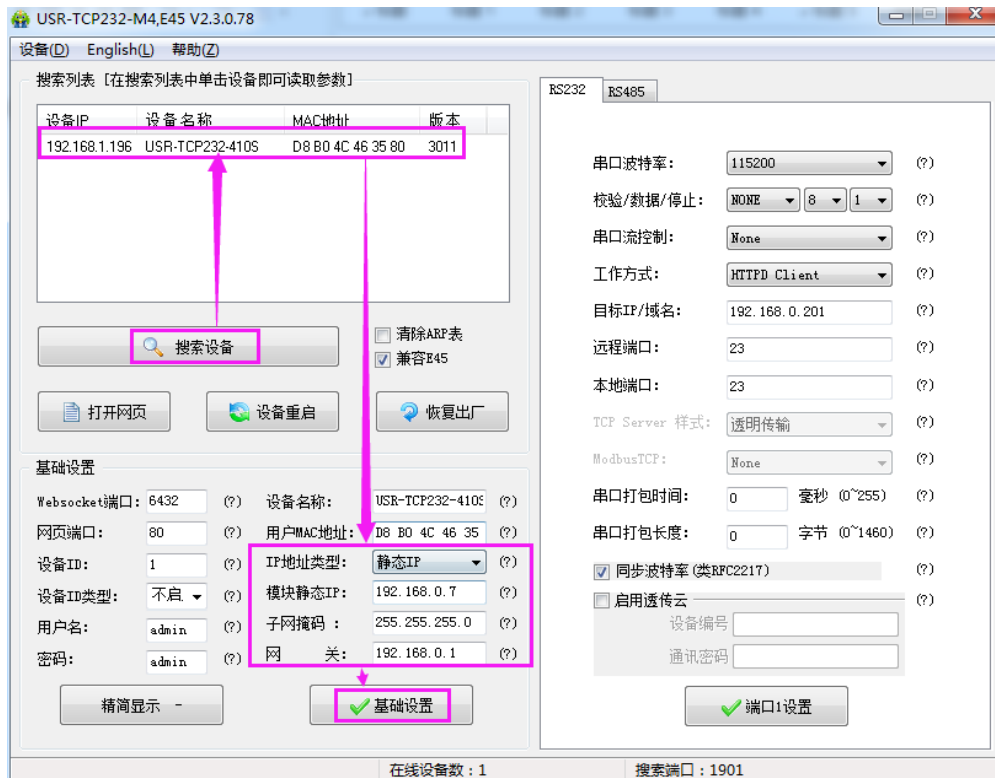 USR-TCP232-M4,E45 V2.3.0.78
设备(D) English(L) 帮助(Z)
搜索列表 [在搜索列表中单击设备即可读取参数]
设备IP 设备名称 MAC地址 版本
192.168.1.196 USR-TCP232-410S D8 B0 4C 46 35 80 3011
搜索设备
清除ARP表
兼容E45
打开网页 设备重启 恢复出厂
基础设置
Websocket端口: 6432 (?) 设备名称: USR-TCP232-410S (?)
网页端口: 80 (?) 用户MAC地址: D8 B0 4C 46 35 (?)
设备ID: 1 (?) IP地址类型: 静态IP (?)
设备ID类型: 不启 (?) 模块静态IP: 192.168.0.7 (?)
用户名: admin (?) 子网掩码 : 255.255.255.0 (?)
密码: admin (?) 网 关: 192.168.0.1 (?)
精简显示 - 基础设置
RS232 RS485
串口波特率: 115200 (?)
校验/数据/停止: NONE 8 1 (?)
串口流控制: None (?)
工作方式: HTTPD Client (?)
目标IP/域名: 192.168.0.201 (?)
远程端口: 23 (?)
本地端口: 23 (?)
TCP Server 样式: 透明传输 (?)
ModbusTCP: None (?)
串口打包时间: 0 毫秒 (0~255) (?)
串口打包长度: 0 字节 (0~1460) (?)
同步波特率(类RFC2217) (?)
启用透传云 (?)
设备编号
通讯密码
端口1设置
在线设备数：1 搜索端口：1901